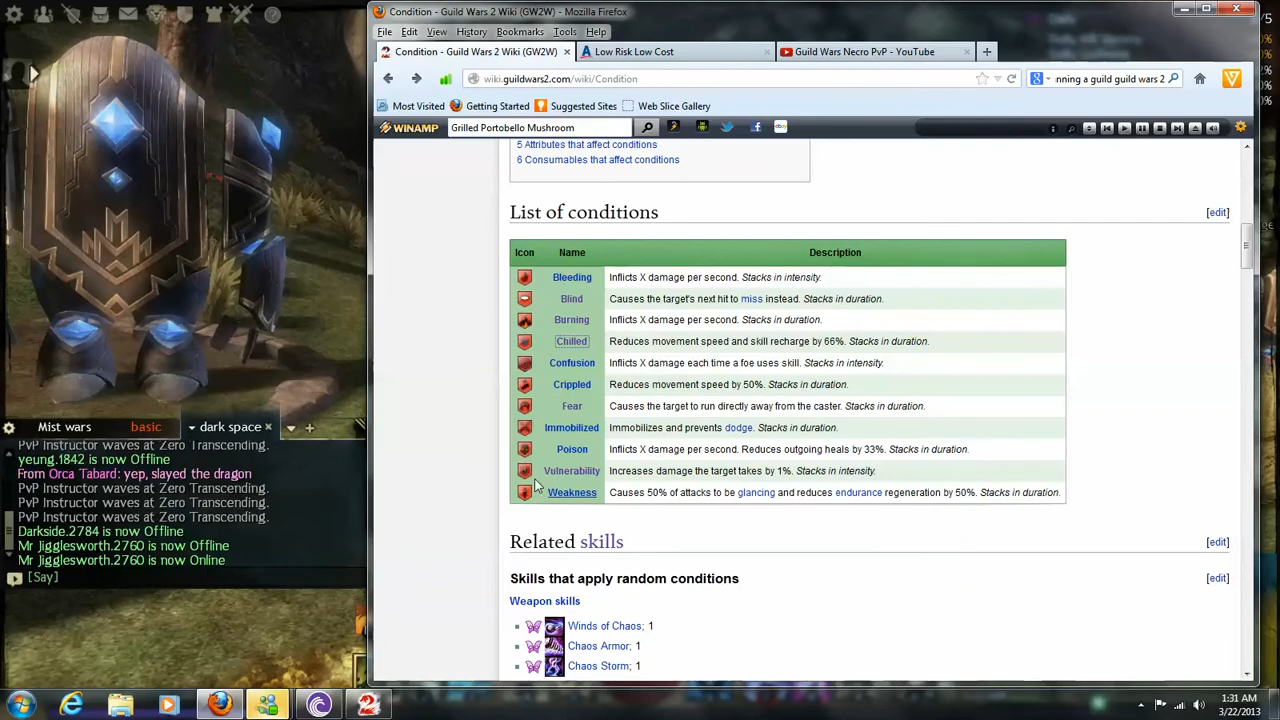 Condition - Guild Wars 2 Wiki (GW2W) - Mozilla Firefox
File Edit View History Bookmarks Tools Help
Condition - Guild Wars 2 Wiki (GW2W) × Low Risk Low Cost × Guild Wars Necro PvP - YouTube ×
wiki.guildwars2.com/wiki/Condition nning a guild guild wars 2
Most Visited Getting Started Suggested Sites Web Slice Gallery
WINAMP Grilled Portobello Mushroom
5 Attributes that affect conditions
6 Consumables that affect conditions
List of conditions [edit]
Icon Name Description
Bleeding Inflicts X damage per second. Stacks in intensity.
Blind Causes the target's next hit to miss instead. Stacks in duration.
Burning Inflicts X damage per second. Stacks in duration.
Chilled Reduces movement speed and skill recharge by 66%. Stacks in duration.
Confusion Inflicts X damage each time a foe uses skill. Stacks in intensity.
Crippled Reduces movement speed by 50%. Stacks in duration.
Fear Causes the target to run directly away from the caster. Stacks in duration.
Immobilized Immobilizes and prevents dodge. Stacks in duration.
Poison Inflicts X damage per second. Reduces outgoing heals by 33%. Stacks in duration.
Vulnerability Increases damage the target takes by 1%. Stacks in intensity.
Weakness Causes 50% of attacks to be glancing and reduces endurance regeneration by 50%. Stacks in duration.
Related skills [edit]
Skills that apply random conditions [edit]
Weapon skills
Winds of Chaos; 1
Chaos Armor; 1
Chaos Storm; 1
Mist wars basic dark space
PvP Instructor waves at Zero Transcending.
yeung.1842 is now Offline
From Orca Tabard: yep, slayed the dragon
PvP Instructor waves at Zero Transcending.
PvP Instructor waves at Zero Transcending.
PvP Instructor waves at Zero Transcending.
Darkside.2784 is now Offline
Mr Jigglesworth.2760 is now Offline
Mr Jigglesworth.2760 is now Online
[Say]
1:31 AM
3/22/2013